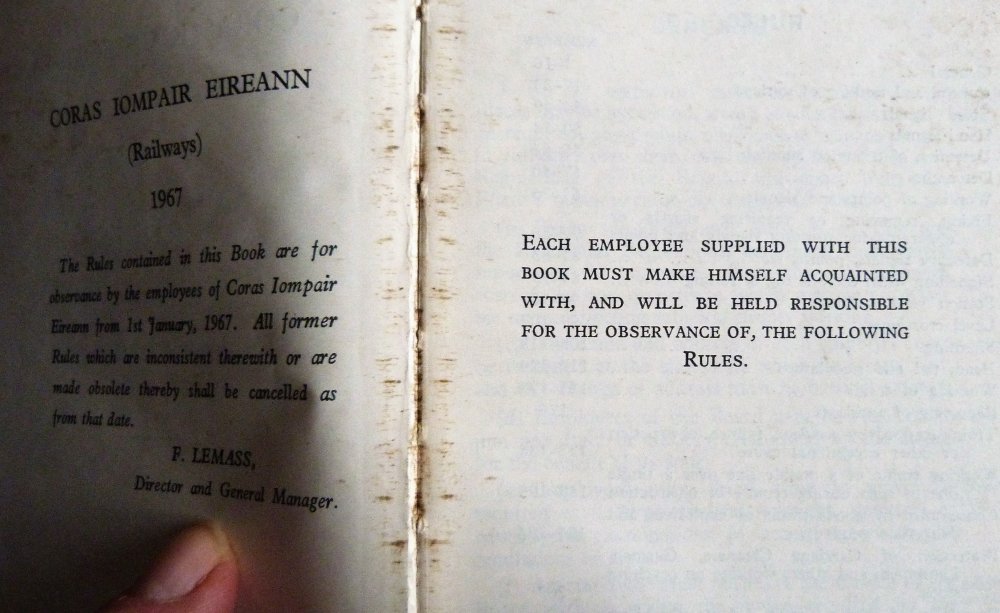 CORAS IOMPAIR EIREANN
(Railways)
1967
The Rules contained in this Book are for
observance by the employees of Coras Iompair
Eireann from 1st January, 1967. All former
Rules which are inconsistent therewith or are
made obsolete thereby shall be cancelled as
from that date.
F. LEMASS,
Director and General Manager.
EACH EMPLOYEE SUPPLIED WITH THIS
BOOK MUST MAKE HIMSELF ACQUAINTED
WITH, AND WILL BE HELD RESPONSIBLE
FOR THE OBSERVANCE OF, THE FOLLOWING
RULES.